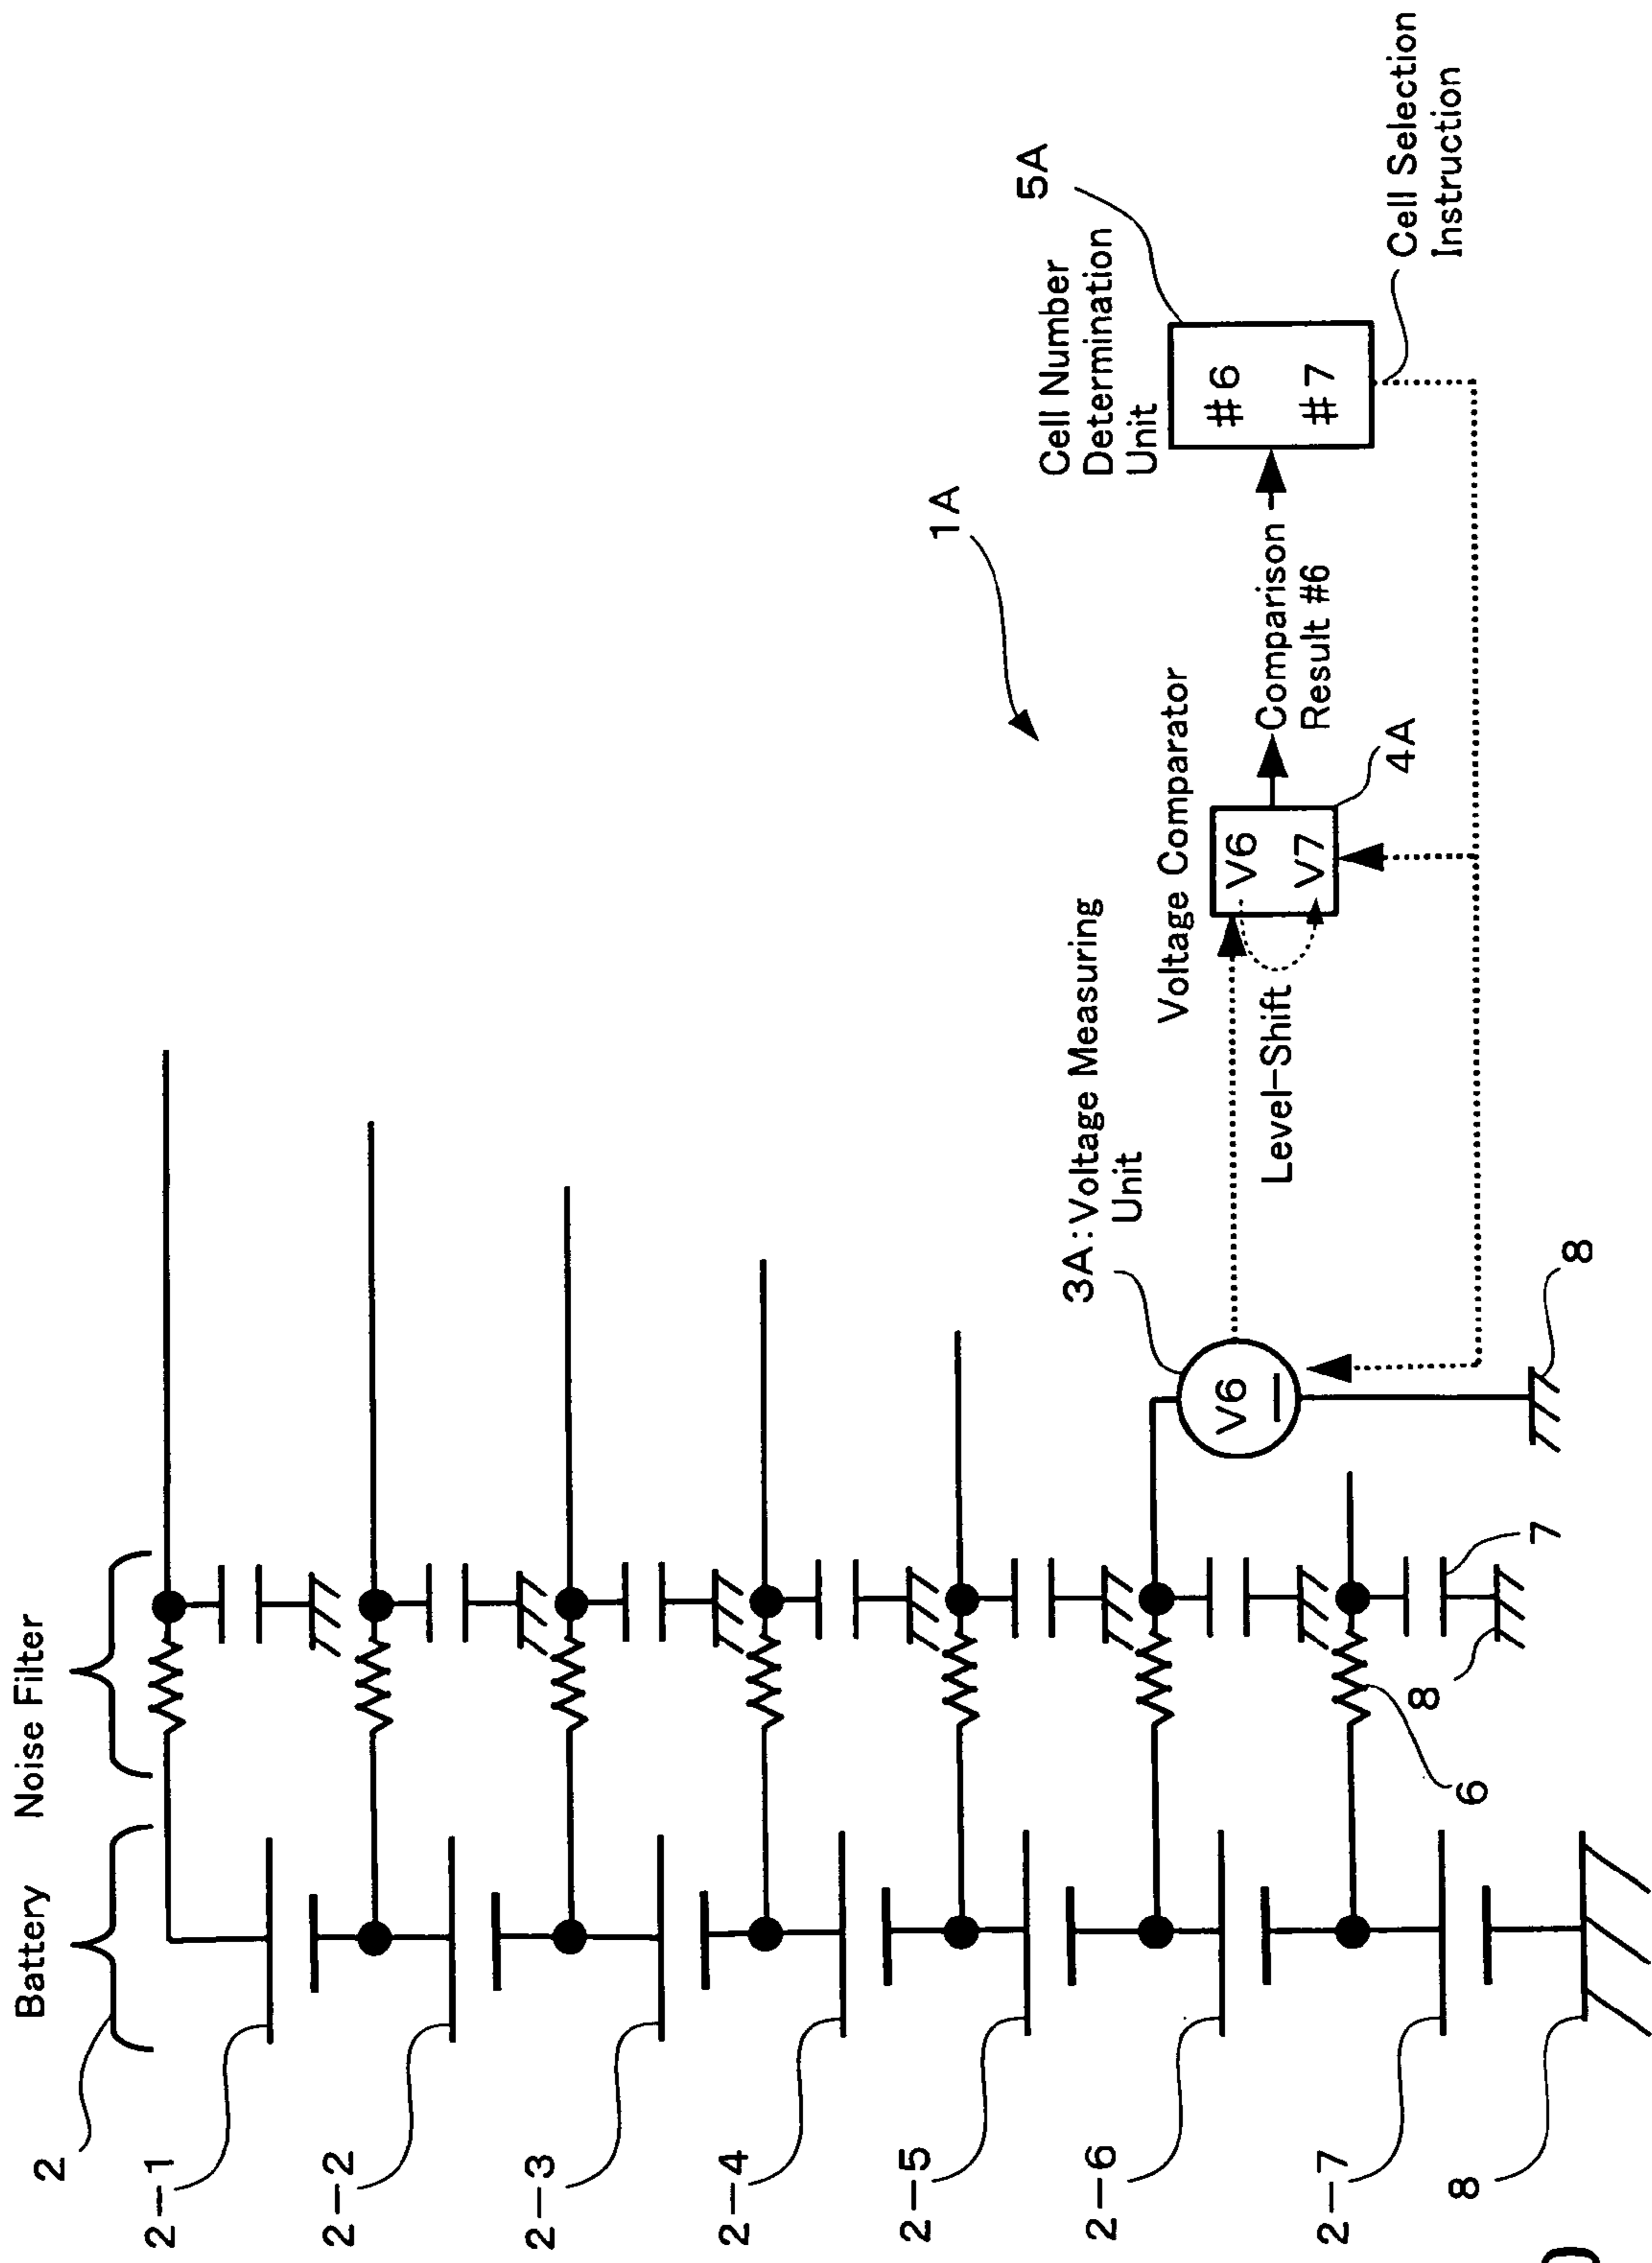 2
Battery
Noise Filter
2-1
2-2
2-3
2-4
2-5
2-6
2-7
8
6
8
7
8
V6
3A:Voltage Measuring
Unit
Level-Shift
Voltage Comparator
V6
V7
4A
1A
Comparison
Result #6
Cell Number
Determination
Unit
5A
#6
#7
Cell Selection
Instruction